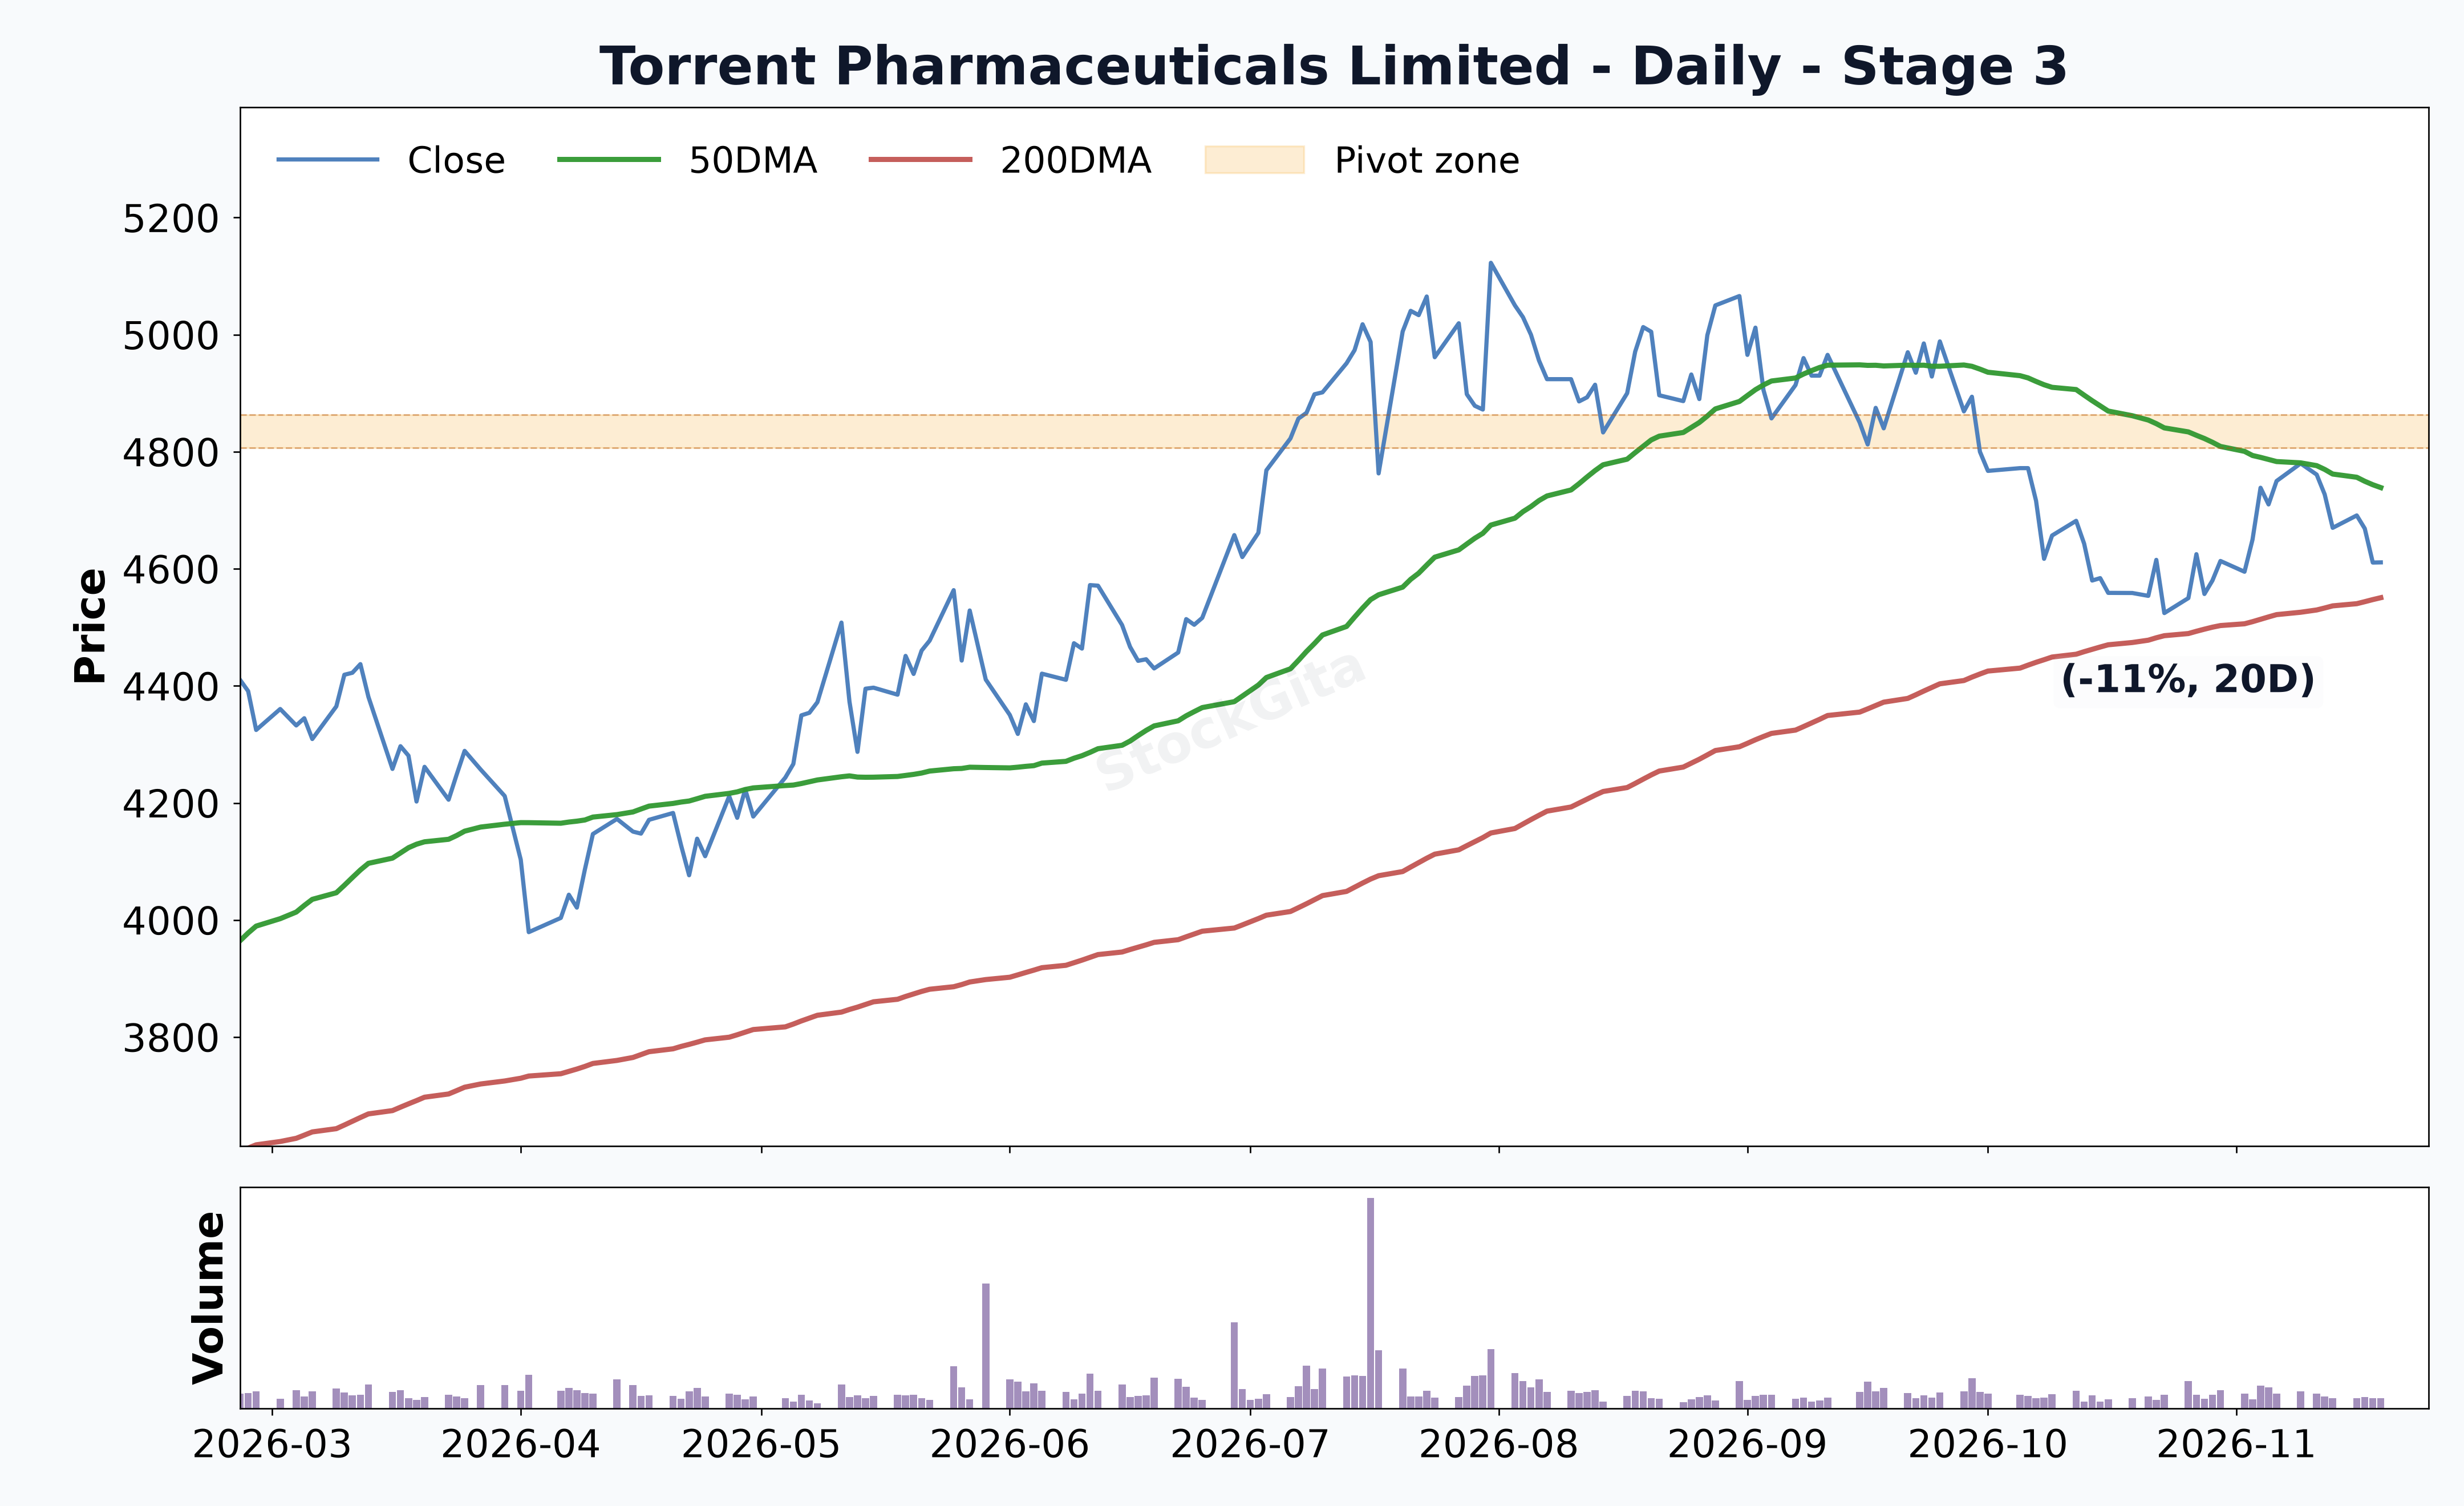 Torrent Pharmaceuticals Limited - Daily - Stage 3
Close 50DMA 200DMA Pivot zone
5200
5000
4800
4600
4400
4200
4000
3800
Price
(-11%, 20D)
StockGita
Volume
2026-03 2026-04 2026-05 2026-06 2026-07 2026-08 2026-09 2026-10 2026-11